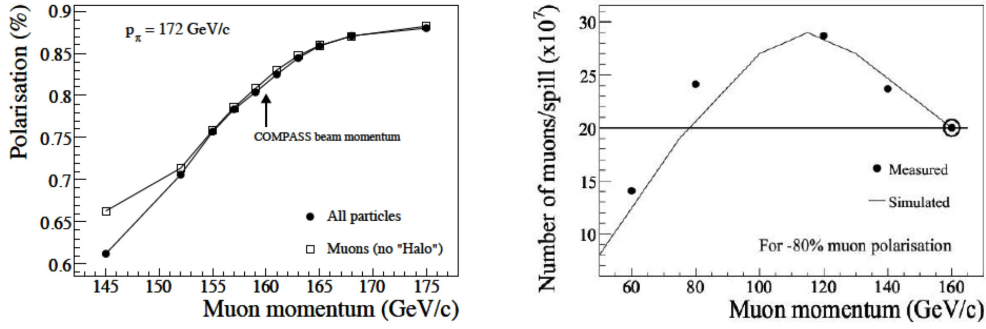 Polarisation (%)
0.9
0.85
0.8
0.75
0.7
0.65
0.6
pπ = 172 GeV/c
COMPASS beam momentum
All particles
Muons (no "Halo")
145 150 155 160 165 170 175
Muon momentum (GeV/c)
Number of muons/spill (x10⁷)
30
25
20
15
10
Measured
Simulated
For -80% muon polarisation
60 80 100 120 140 160
Muon momentum (GeV/c)